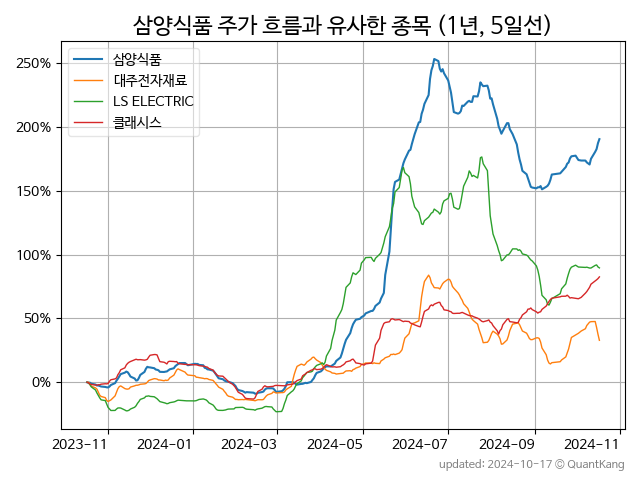 삼양식품 주가 흐름과 유사한 종목 (1년, 5일선)
250%
200%
150%
100%
50%
0%
삼양식품
대주전자재료
LS ELECTRIC
클래시스
2023-11
2024-01
2024-03
2024-05
2024-07
2024-09
2024-11
updated: 2024-10-17 © QuantKang